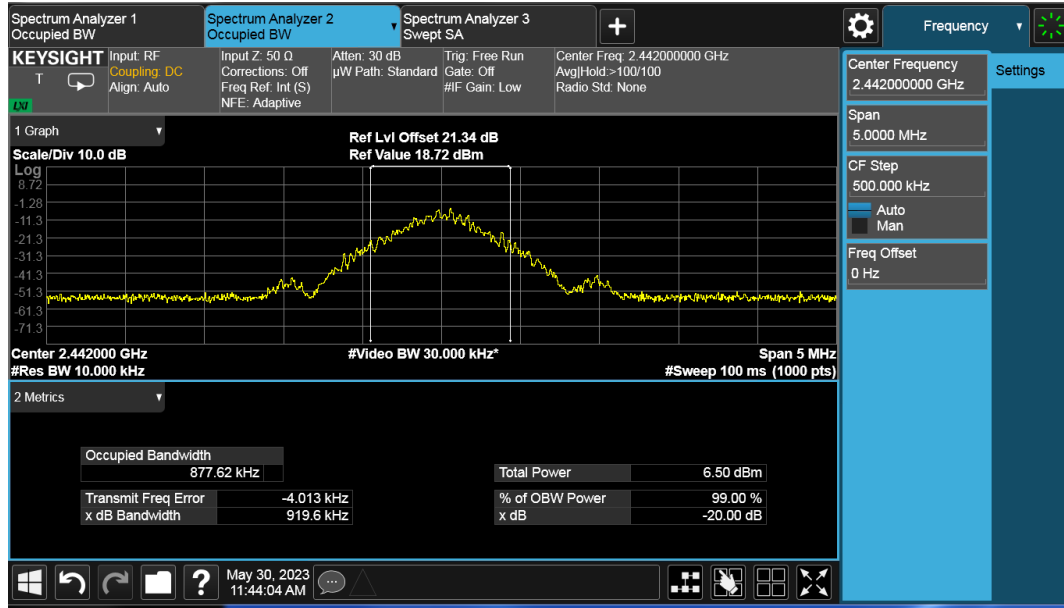 Spectrum Analyzer 1
Occupied BW
Spectrum Analyzer 2
Occupied BW
Spectrum Analyzer 3
Swept SA
+
Frequency
KEYSIGHT
T
LXI
Input: RF
Coupling: DC
Align: Auto
Input Z: 50 Ω
Corrections: Off
Freq Ref: Int (S)
NFE: Adaptive
Atten: 30 dB
µW Path: Standard
Trig: Free Run
Gate: Off
#IF Gain: Low
Center Freq: 2.442000000 GHz
Avg|Hold:>100/100
Radio Std: None
Center Frequency
2.442000000 GHz
Settings
Span
5.0000 MHz
CF Step
500.000 kHz
Auto
Man
Freq Offset
0 Hz
1 Graph
Scale/Div 10.0 dB
Ref Lvl Offset 21.34 dB
Ref Value 18.72 dBm
Log
8.72
-1.28
-11.3
-21.3
-31.3
-41.3
-51.3
-61.3
-71.3
Center 2.442000 GHz
#Res BW 10.000 kHz
#Video BW 30.000 kHz*
Span 5 MHz
#Sweep 100 ms (1000 pts)
2 Metrics
Occupied Bandwidth
877.62 kHz
Total Power 6.50 dBm
Transmit Freq Error -4.013 kHz
% of OBW Power 99.00 %
x dB Bandwidth 919.6 kHz
x dB -20.00 dB
?
May 30, 2023
11:44:04 AM